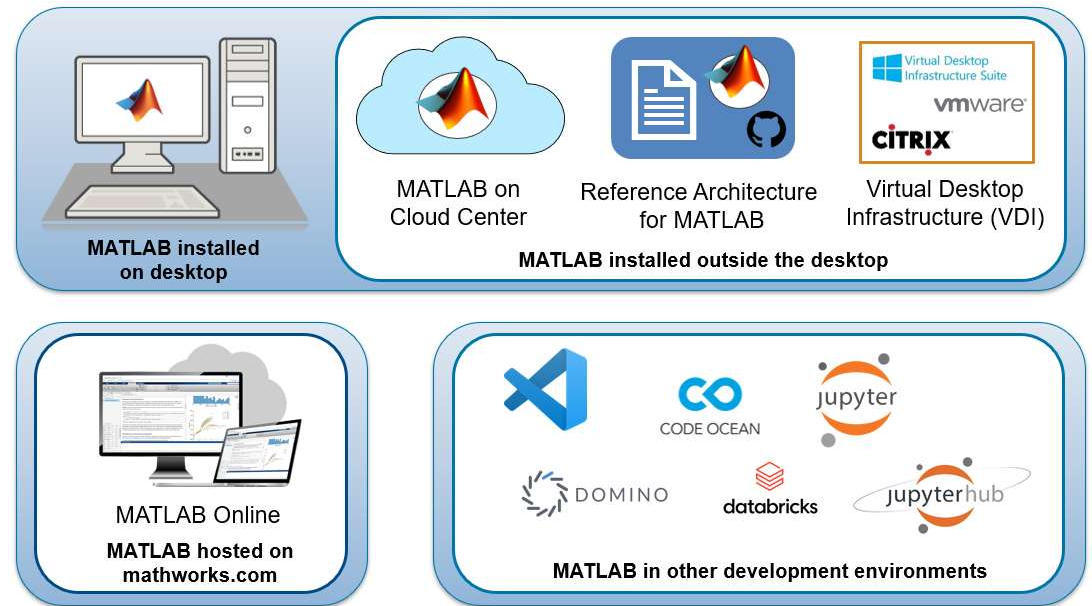 MATLAB installed
on desktop
Virtual Desktop
Infrastructure Suite
vmware®
CİTRIX®
MATLAB on
Cloud Center
Reference Architecture
for MATLAB
Virtual Desktop
Infrastructure (VDI)
MATLAB installed outside the desktop
MATLAB Online
MATLAB hosted on
mathworks.com
CODE OCEAN
jupyter
DOMINO
databricks
jupyterhub
MATLAB in other development environments